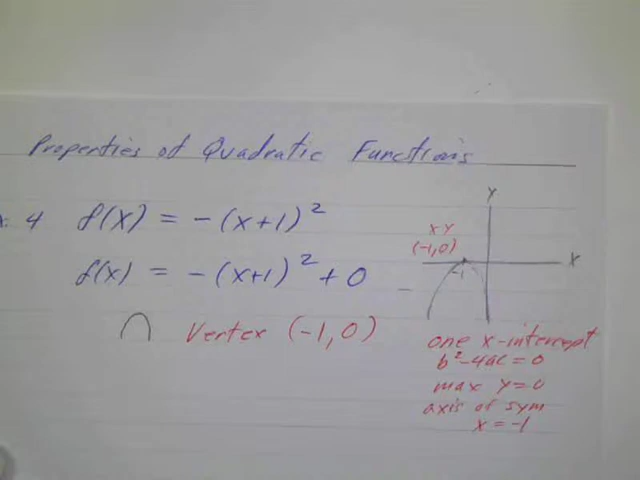 Properties of Quadratic Functions
4 f(x) = -(x+1)²
f(x) = -(x+1)² + 0
Vertex (-1,0)
Y
X Y
(-1,0)
X
-1
one x-intercept
b²-4ac = 0
max y=0
axis of sym
x = -1